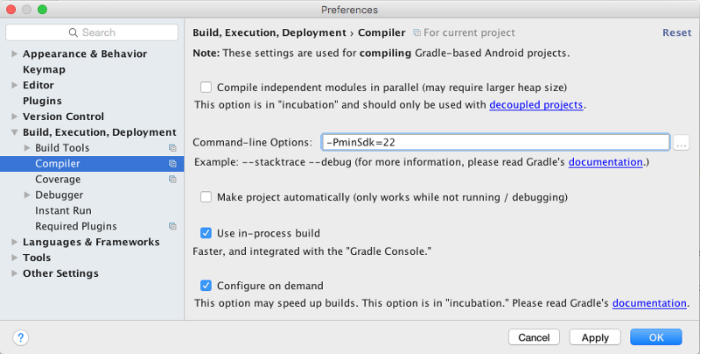 Preferences
Search
Appearance & Behavior
Keymap
Editor
Plugins
Version Control
Build, Execution, Deployment
Build Tools
Compiler
Coverage
Debugger
Instant Run
Required Plugins
Languages & Frameworks
Tools
Other Settings
Build, Execution, Deployment › Compiler For current project Reset
Note: These settings are used for compiling Gradle-based Android projects.
Compile independent modules in parallel (may require larger heap size)
This option is in "incubation" and should only be used with decoupled projects.
Command-line Options: -PminSdk=22 ...
Example: --stacktrace --debug (for more information, please read Gradle's documentation.)
Make project automatically (only works while not running / debugging)
Use in-process build
Faster, and integrated with the "Gradle Console."
Configure on demand
This option may speed up builds. This option is in "incubation." Please read Gradle's documentation.
? Cancel Apply OK